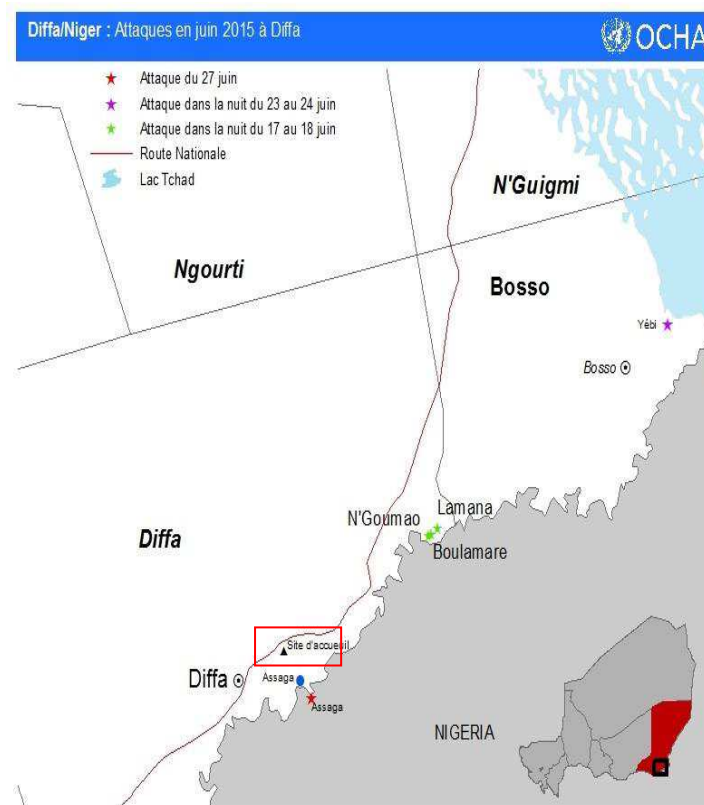 Diffa/Niger : Attaques en juin 2015 à Diffa
OCHA
Attaque du 27 juin
Attaque dans la nuit du 23 au 24 juin
Attaque dans la nuit du 17 au 18 juin
Route Nationale
Lac Tchad
N'Guigmi
Ngourti
Bosso
Yébi
Bosso
Lamana
N'Goumao
Boulamare
Diffa
Site d'accueuil
Diffa
Assaga
Assaga
NIGERIA